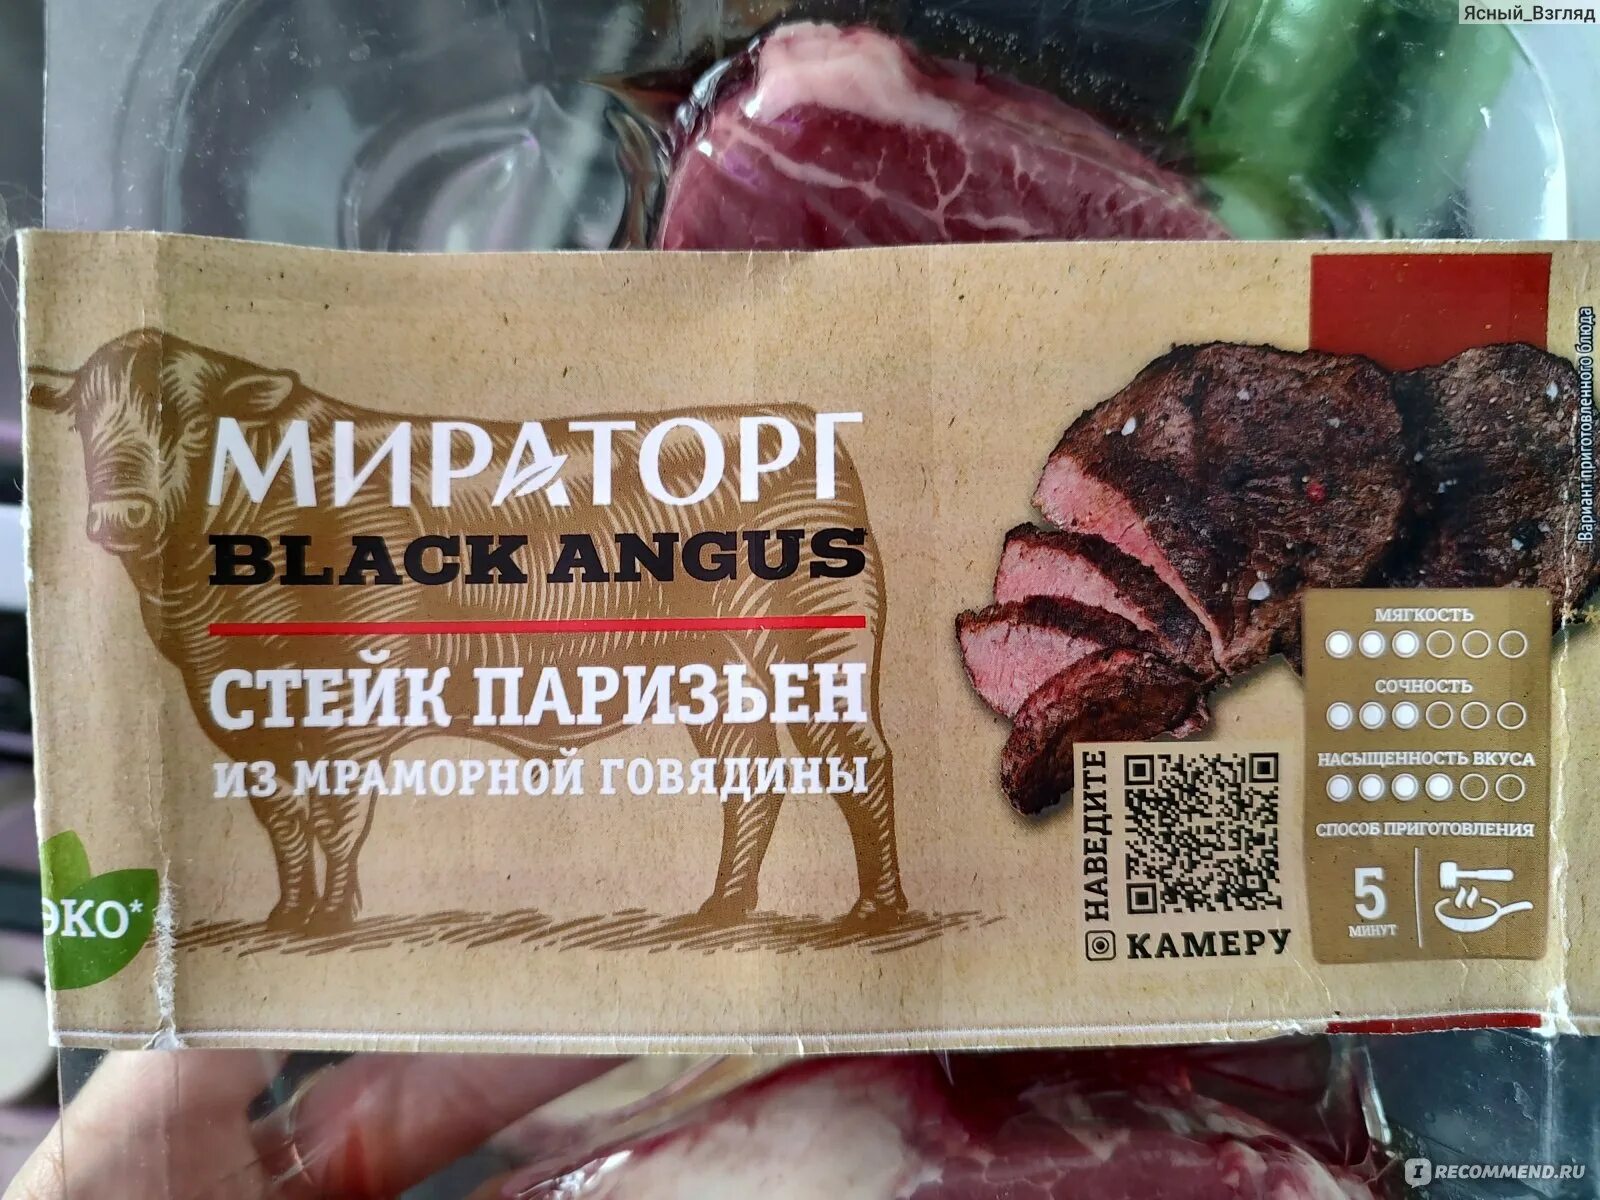 Ясный_Взгляд
МИРАТОРГ
BLACK ANGUS
СТЕЙК ПАРИЗЬЕН
ИЗ МРАМОРНОЙ ГОВЯДИНЫ
ЭКО*
Вариант приготовленного блюда
МЯГКОСТЬ
СОЧНОСТЬ
НАСЫЩЕННОСТЬ ВКУСА
СПОСОБ ПРИГОТОВЛЕНИЯ
5
МИНУТ
НАВЕДИТЕ
КАМЕРУ
IRECOMMEND.RU